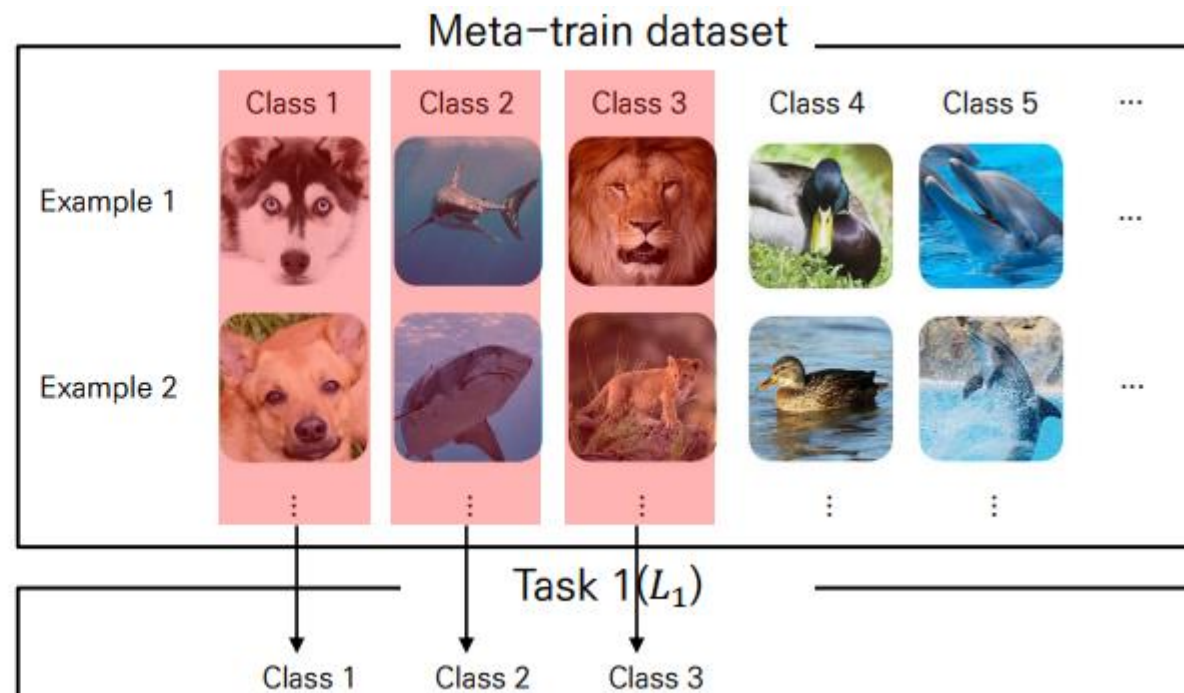 Meta-train dataset
Class 1 Class 2 Class 3 Class 4 Class 5 ...
Example 1 ...
Example 2 ...
⋮ ⋮ ⋮ ⋮ ⋮
Task 1(L₁)
Class 1 Class 2 Class 3